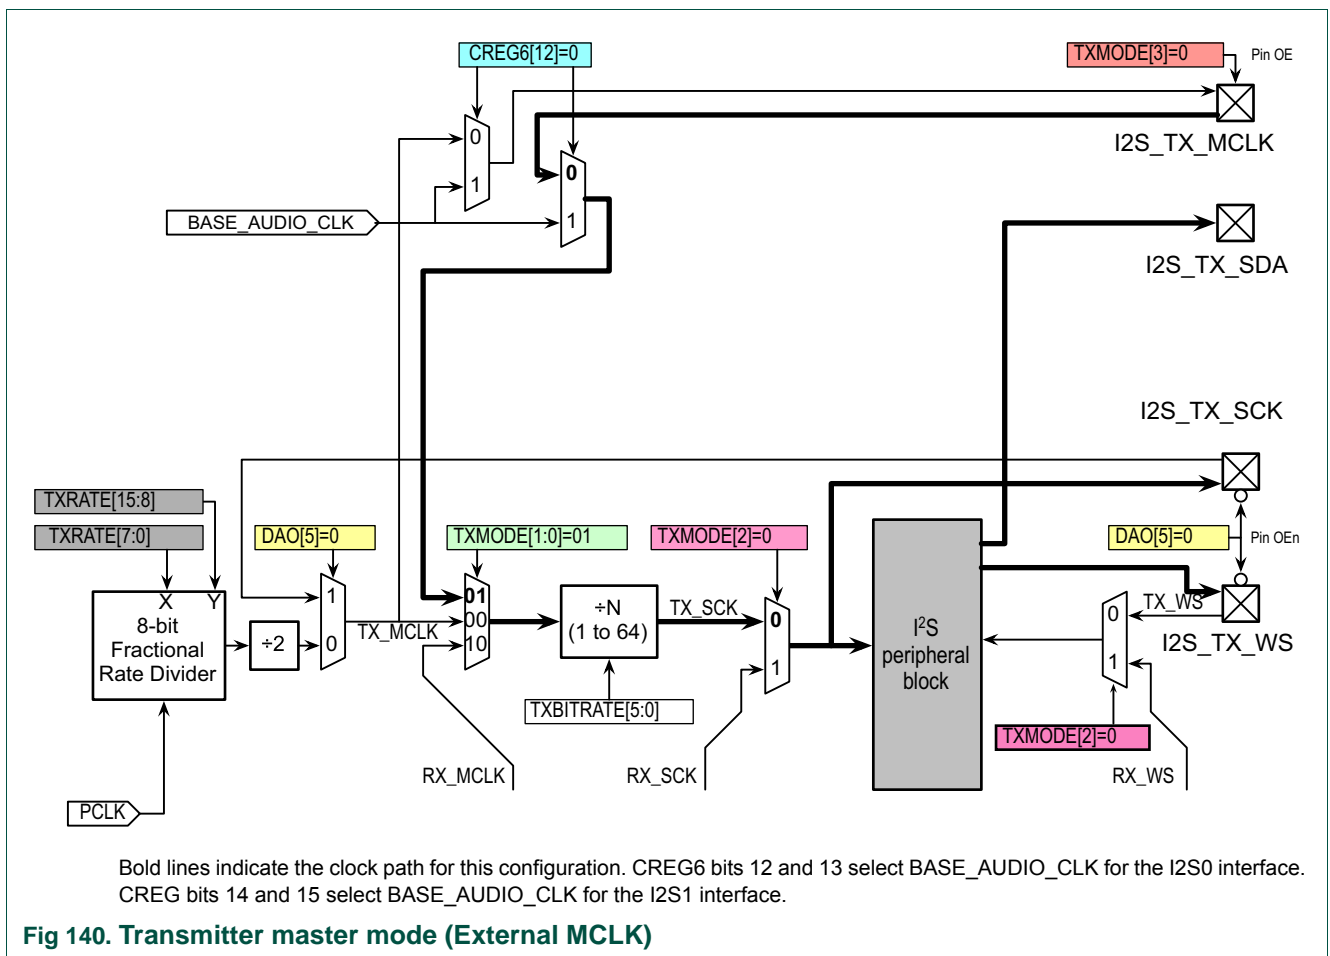 CREG6[12]=0
TXMODE[3]=0
Pin OE
0
1
0
1
I2S_TX_MCLK
BASE_AUDIO_CLK
I2S_TX_SDA
I2S_TX_SCK
TXRATE[15:8]
TXRATE[7:0]
DAO[5]=0
TXMODE[1:0]=01
TXMODE[2]=0
DAO[5]=0
Pin OEn
X Y
8-bit
Fractional
Rate Divider
÷2
1
0
TX_MCLK
01
00
10
÷N
(1 to 64)
TX_SCK
0
1
I²S
peripheral
block
0
1
TX_WS
I2S_TX_WS
TXBITRATE[5:0]
TXMODE[2]=0
RX_MCLK
RX_SCK
RX_WS
PCLK
Bold lines indicate the clock path for this configuration. CREG6 bits 12 and 13 select BASE_AUDIO_CLK for the I2S0 interface.
CREG bits 14 and 15 select BASE_AUDIO_CLK for the I2S1 interface.
Fig 140. Transmitter master mode (External MCLK)